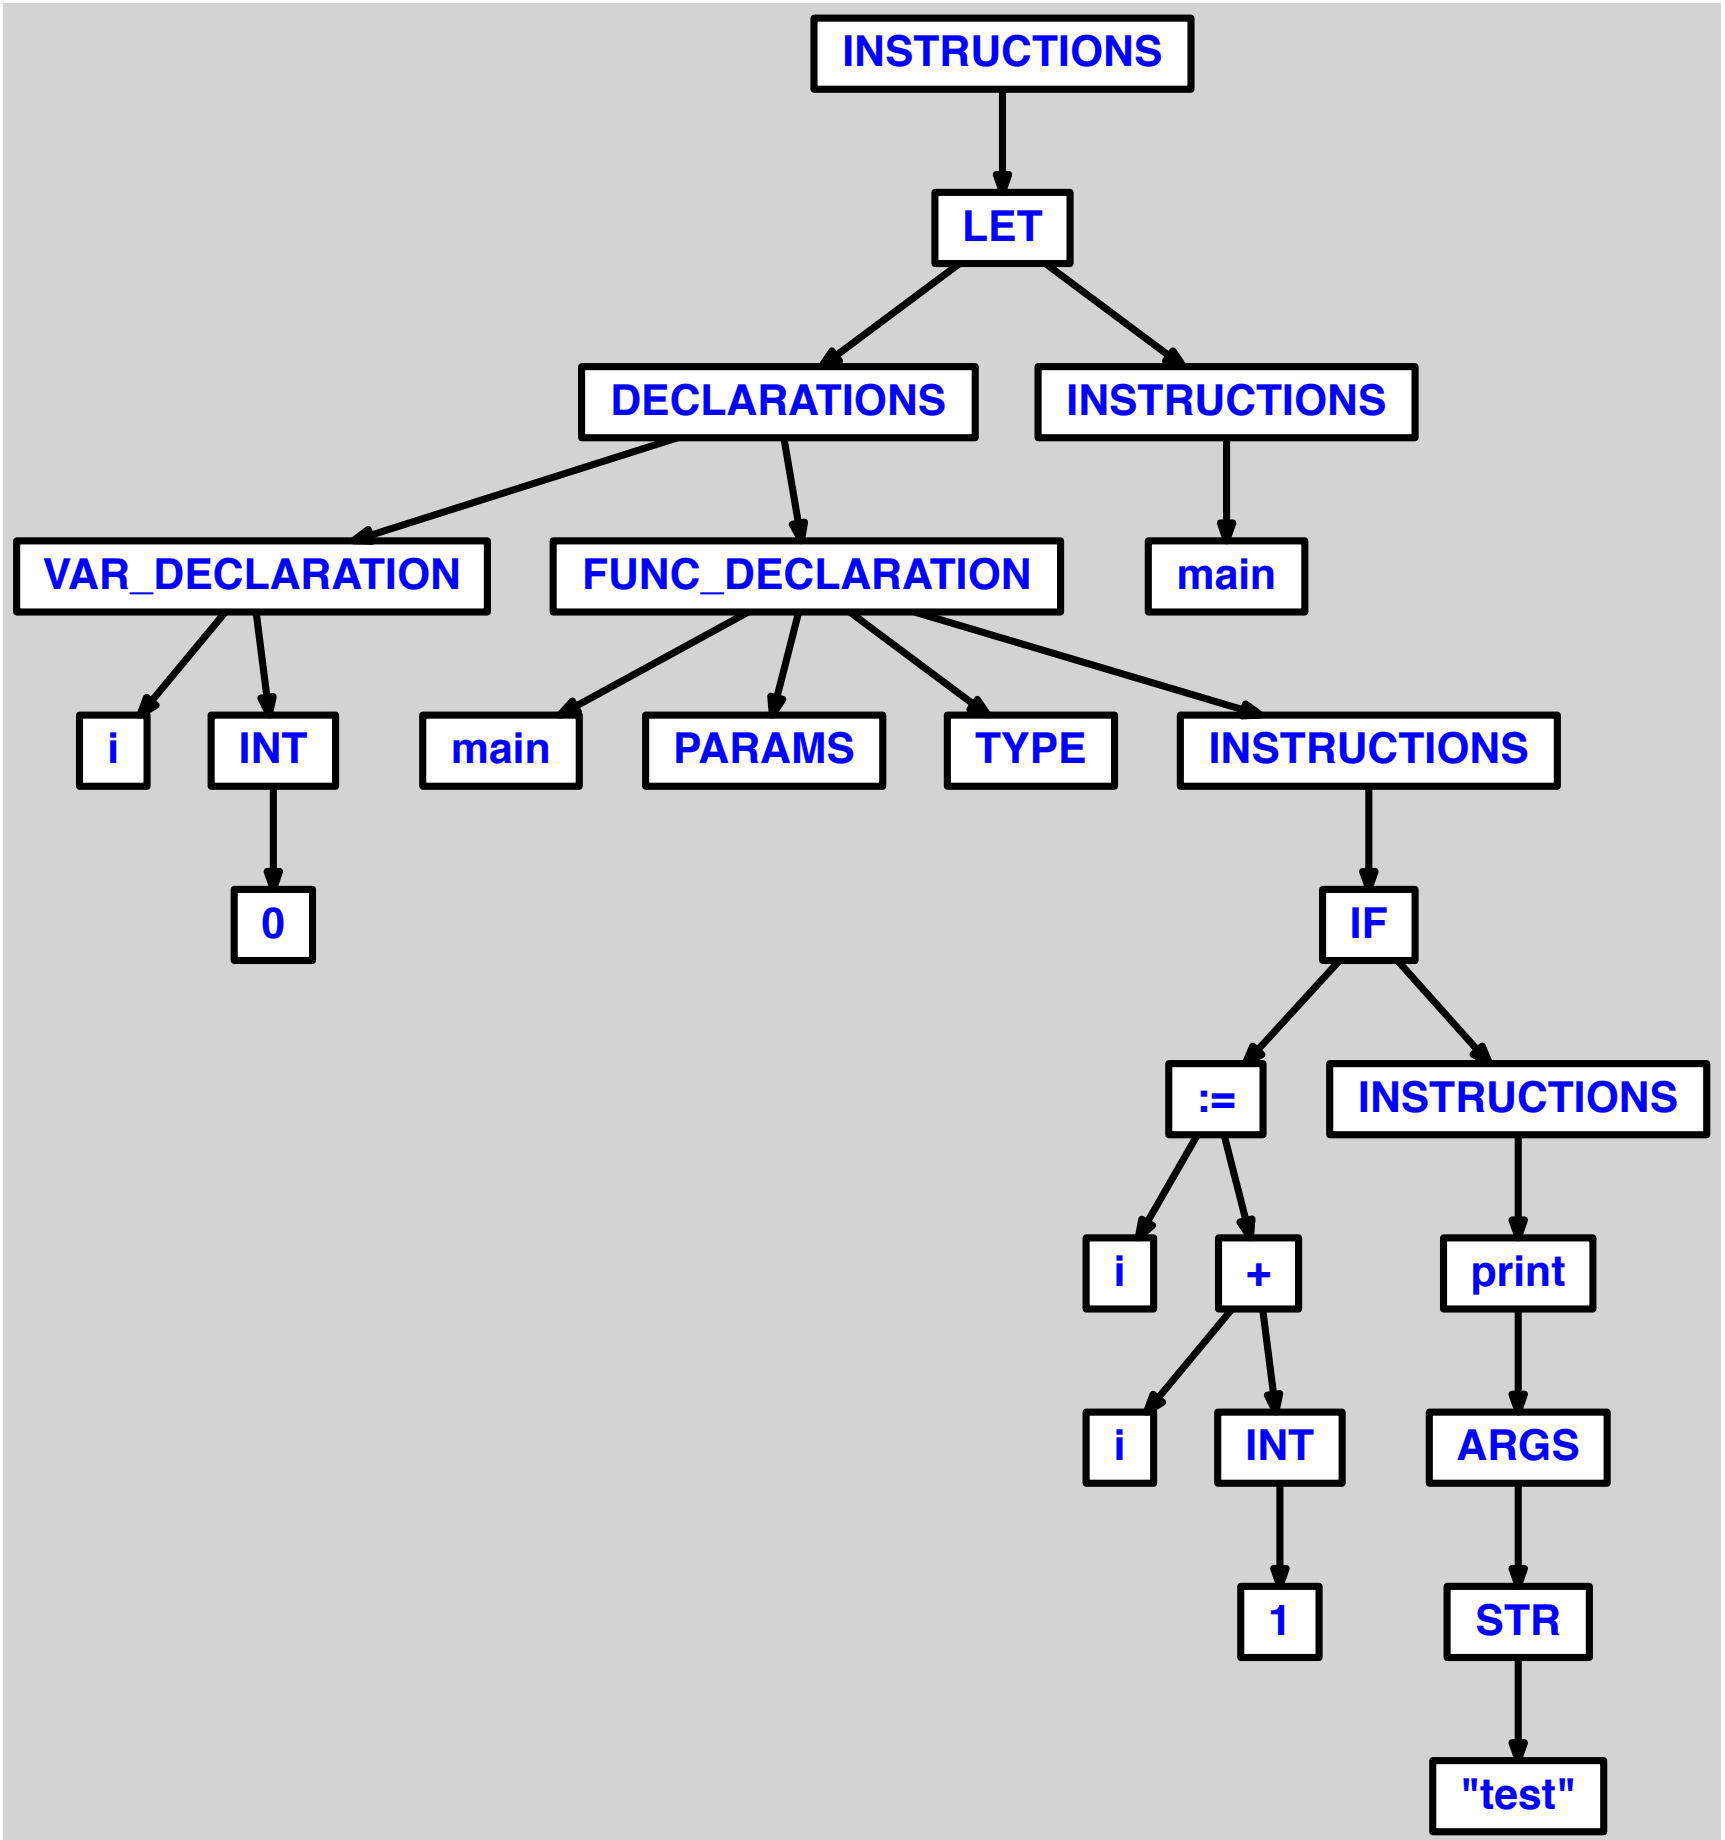 INSTRUCTIONS
LET
DECLARATIONS
INSTRUCTIONS
VAR_DECLARATION
FUNC_DECLARATION
main
i
INT
main
PARAMS
TYPE
INSTRUCTIONS
0
IF
:=
INSTRUCTIONS
i
+
print
i
INT
ARGS
1
STR
"test"